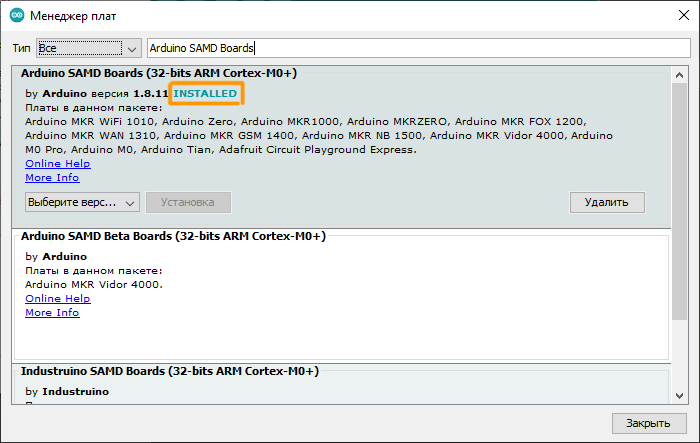 Менеджер плат
Тип Все Arduino SAMD Boards
Arduino SAMD Boards (32-bits ARM Cortex-M0+)
by Arduino версия 1.8.11 INSTALLED
Платы в данном пакете:
Arduino MKR WiFi 1010, Arduino Zero, Arduino MKR1000, Arduino MKRZERO, Arduino MKR FOX 1200,
Arduino MKR WAN 1310, Arduino MKR GSM 1400, Arduino MKR NB 1500, Arduino MKR Vidor 4000, Arduino
M0 Pro, Arduino M0, Arduino Tian, Adafruit Circuit Playground Express.
Online Help
More Info
Выберите верс... Установка Удалить
Arduino SAMD Beta Boards (32-bits ARM Cortex-M0+)
by Arduino
Платы в данном пакете:
Arduino MKR Vidor 4000.
Online Help
More Info
Industruino SAMD Boards (32-bits ARM Cortex-M0+)
by Industruino
Закрыть